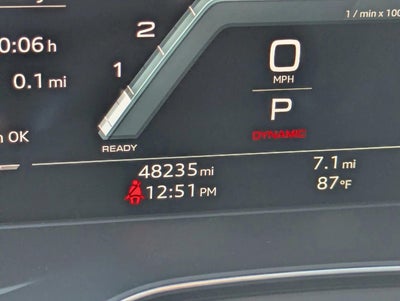 1 / min x 100
0:06 h
2
0
MPH
0.1 mi
1
P
DYNAMIC
OK
READY
48235 mi
7.1 mi
12:51 PM
87°F